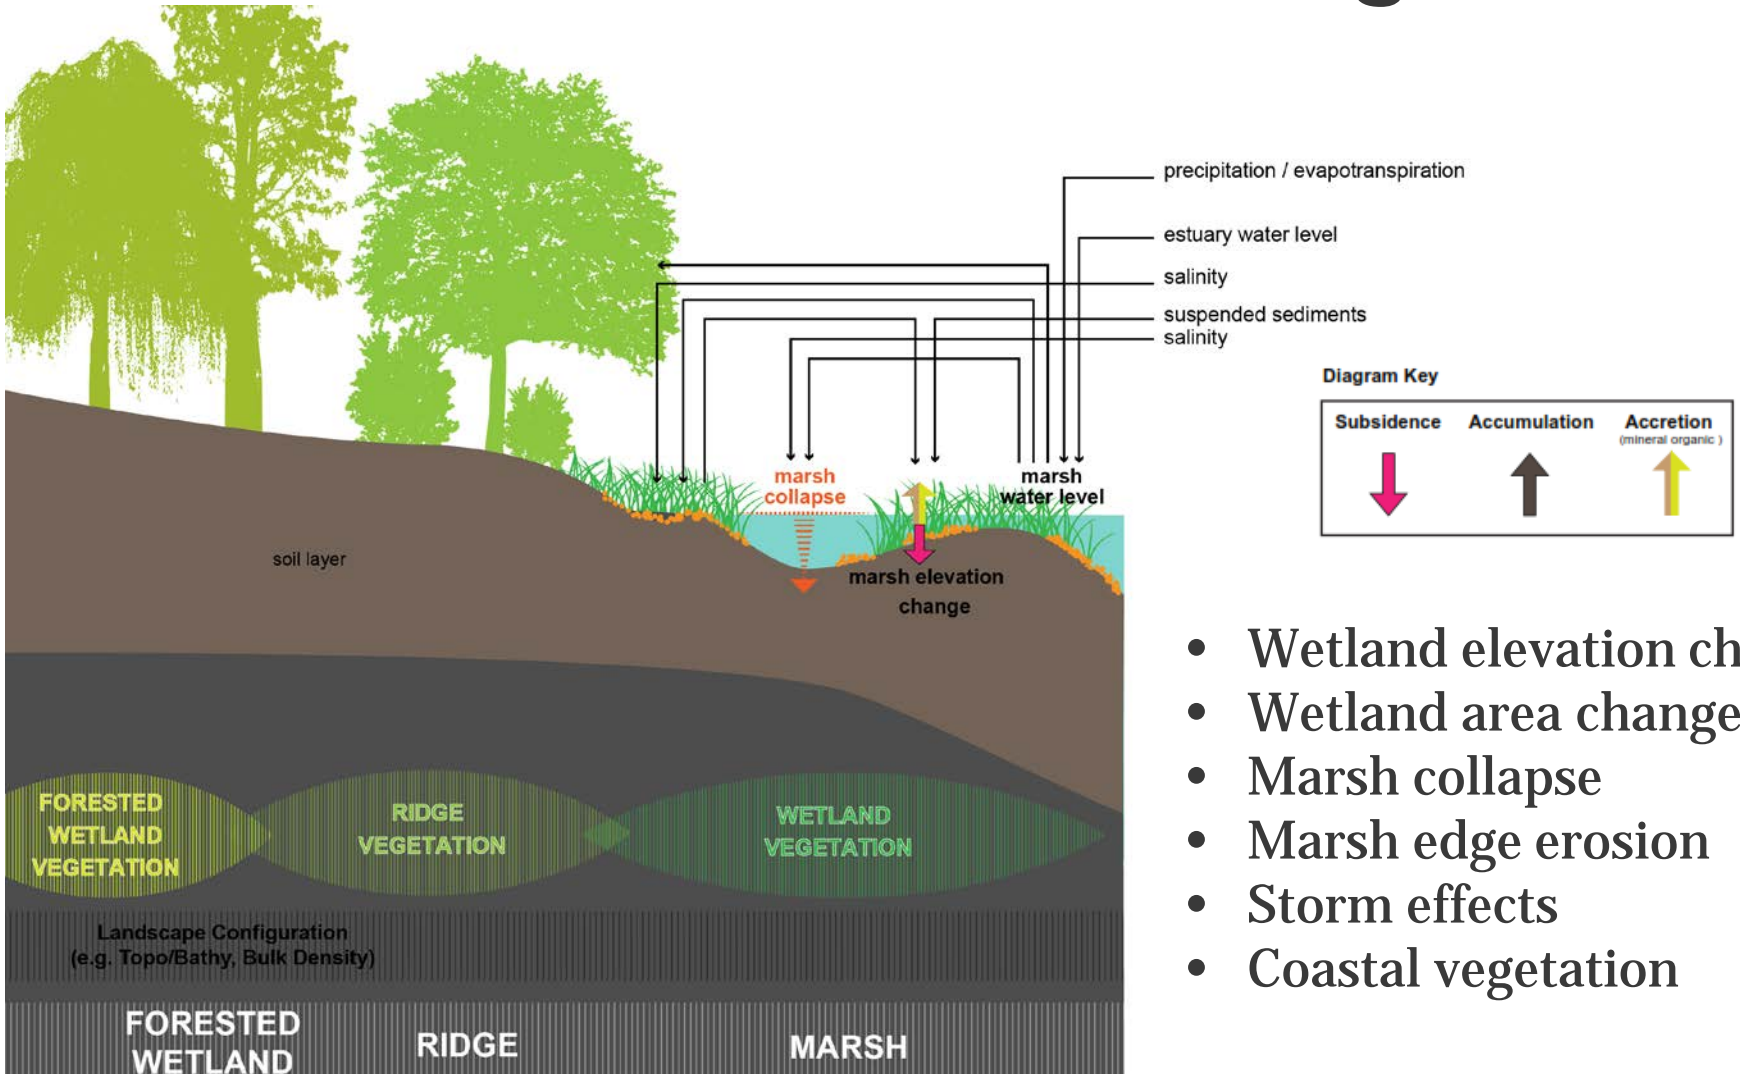 precipitation / evapotranspiration
estuary water level
salinity
suspended sediments
salinity
Diagram Key
Subsidence Accumulation Accretion
(mineral organic )
marsh
collapse
marsh
water level
soil layer
marsh elevation
change
• Wetland elevation ch
• Wetland area change
• Marsh collapse
• Marsh edge erosion
• Storm effects
• Coastal vegetation
FORESTED
WETLAND
VEGETATION
RIDGE
VEGETATION
WETLAND
VEGETATION
Landscape Configuration
(e.g. Topo/Bathy, Bulk Density)
FORESTED
WETLAND
RIDGE
MARSH